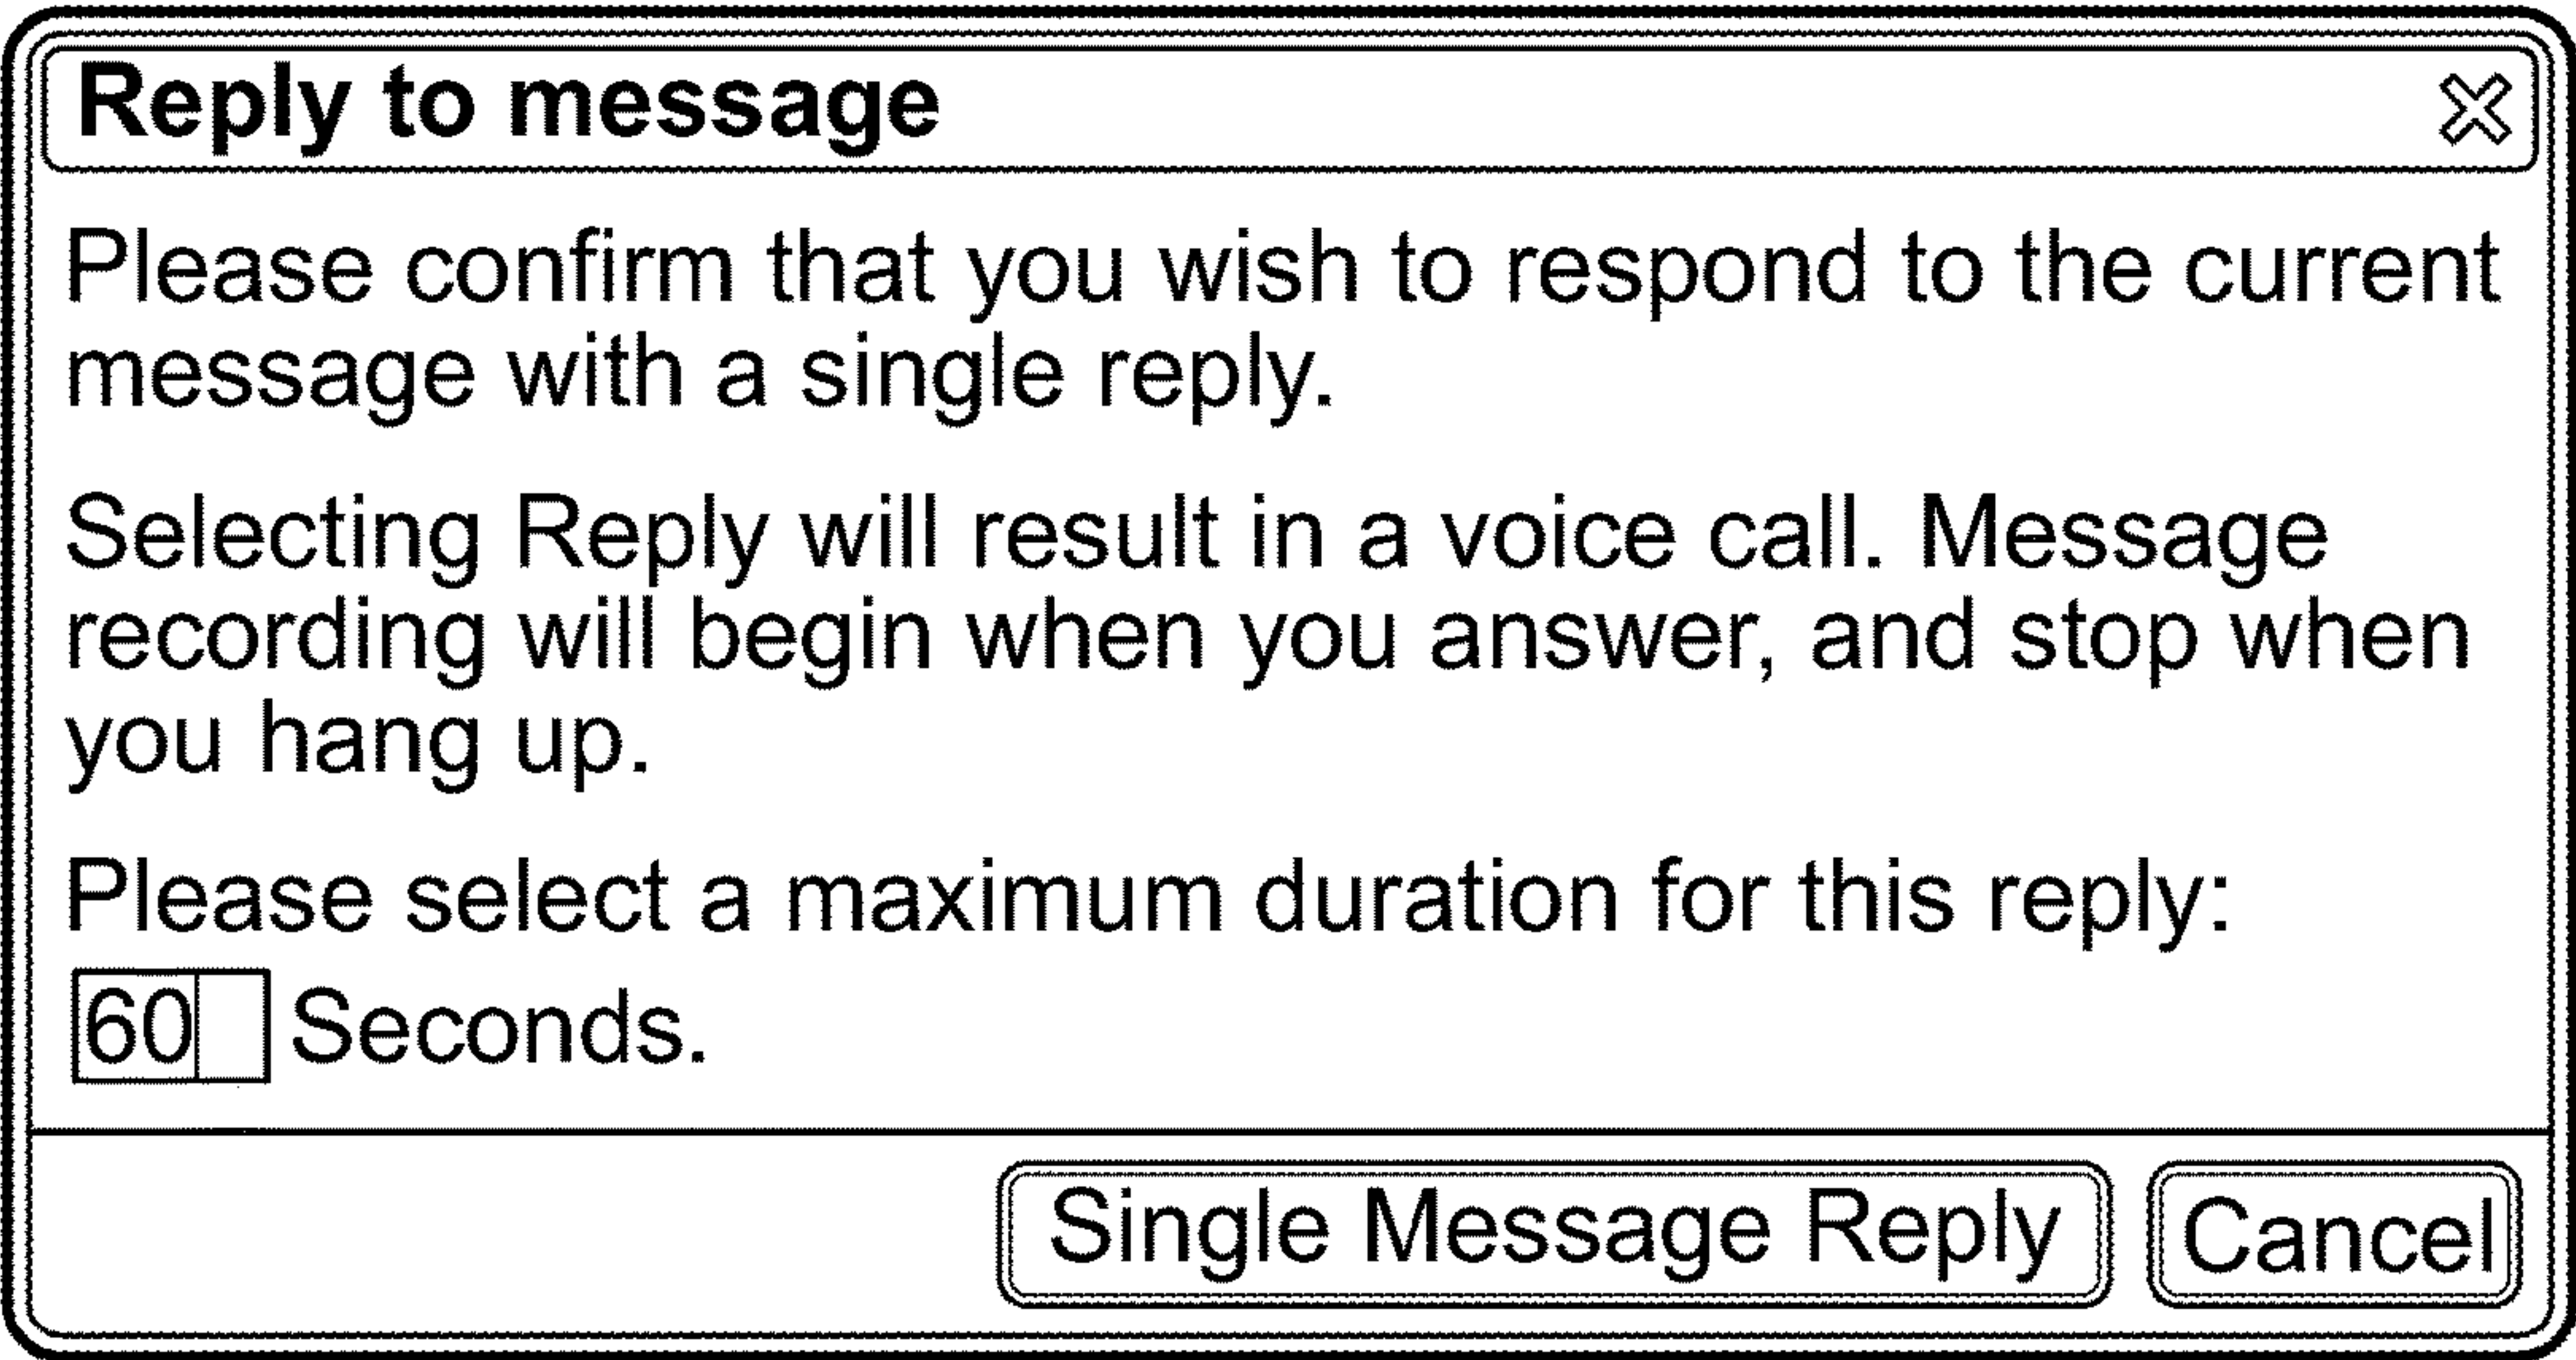 Reply to message
Please confirm that you wish to respond to the current
message with a single reply.
Selecting Reply will result in a voice call. Message
recording will begin when you answer, and stop when
you hang up.
Please select a maximum duration for this reply:
60 Seconds.
Single Message Reply Cancel